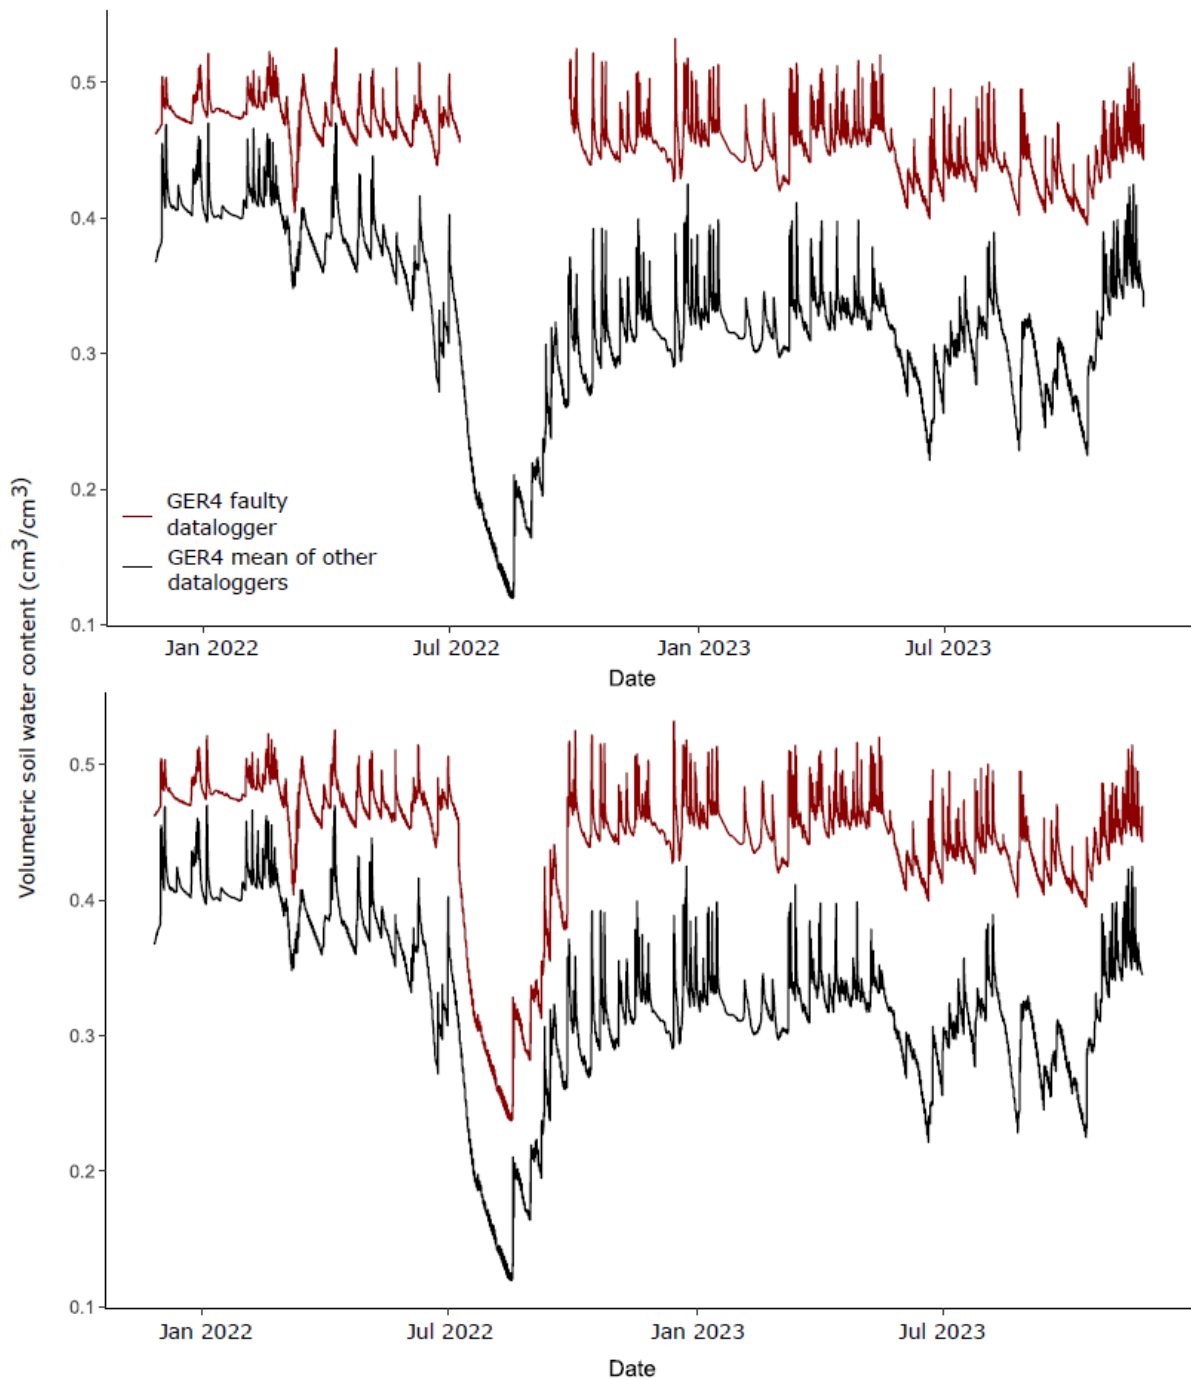 Volumetric soil water content (cm³/cm³)
0.5
0.4
0.3
0.2
0.1
GER4 faulty
datalogger
GER4 mean of other
dataloggers
Jan 2022
Jul 2022
Jan 2023
Jul 2023
Date
0.5
0.4
0.3
0.2
0.1
Jan 2022
Jul 2022
Jan 2023
Jul 2023
Date